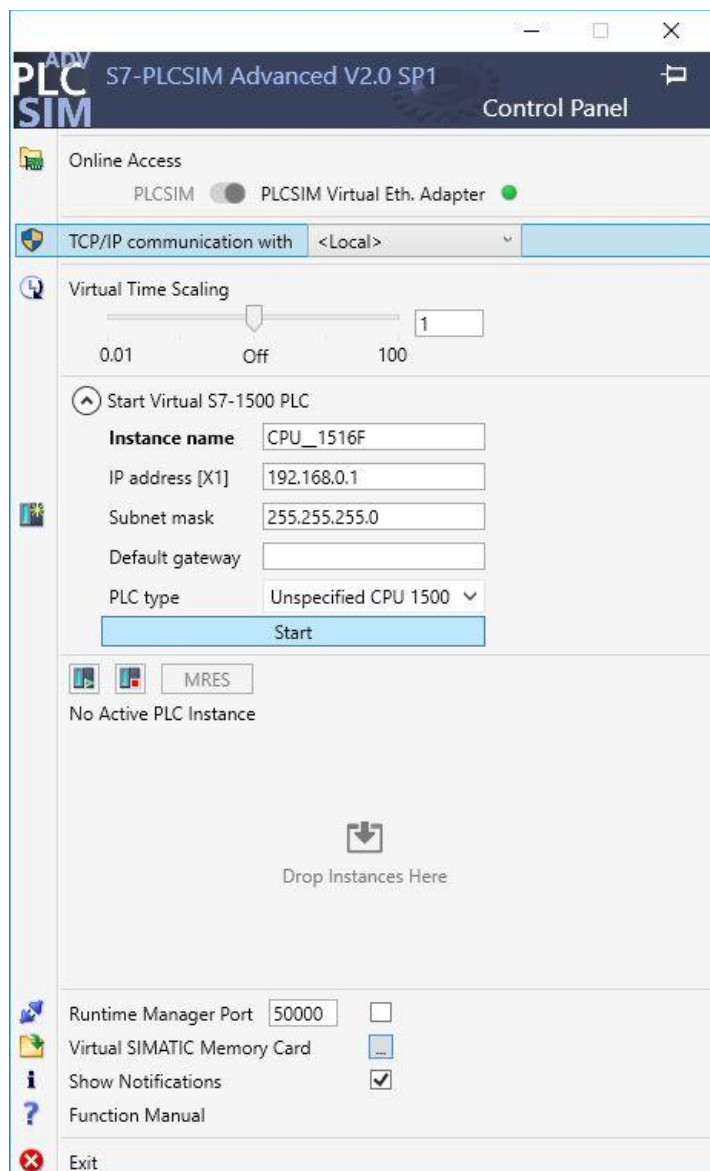 ADV
PLC
SIM
S7-PLCSIM Advanced V2.0 SP1
Control Panel
Online Access
PLCSIM PLCSIM Virtual Eth. Adapter
TCP/IP communication with <Local>
Virtual Time Scaling
1
0.01 Off 100
Start Virtual S7-1500 PLC
Instance name CPU__1516F
IP address [X1] 192.168.0.1
Subnet mask 255.255.255.0
Default gateway
PLC type Unspecified CPU 1500
Start
MRES
No Active PLC Instance
Drop Instances Here
Runtime Manager Port 50000
Virtual SIMATIC Memory Card ...
Show Notifications
Function Manual
Exit